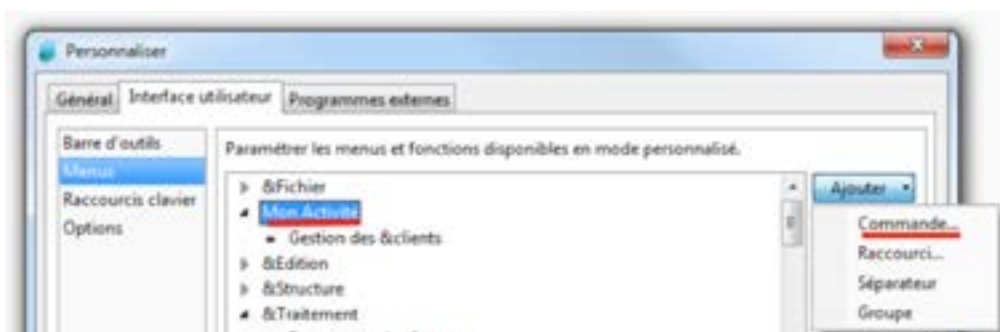 Personnaliser
Général Interface utilisateur Programmes externes
Barre d'outils
Menus
Raccourcis clavier
Options
Paramétrer les menus et fonctions disponibles en mode personnalisé.
&Fichier
Mon Activité
Gestion des &clients
&Edition
&Structure
&Traitement
Ajouter
Commande...
Raccourci...
Séparateur
Groupe